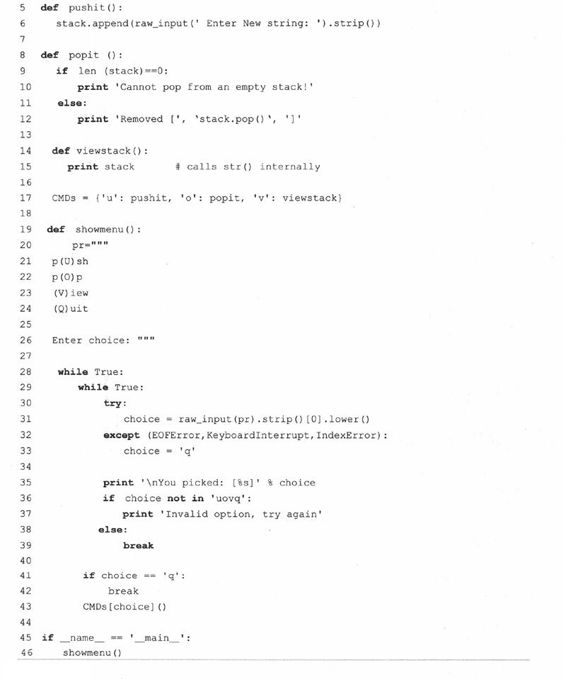 5 def pushit():
6 stack.append(raw_input(' Enter New string: ').strip())
7
8 def popit ():
9 if len (stack)==0:
10 print 'Cannot pop from an empty stack!'
11 else:
12 print 'Removed [', 'stack.pop()', ']'
13
14 def viewstack():
15 print stack # calls str() internally
16
17 CMDs = {'u': pushit, 'o': popit, 'v': viewstack}
18
19 def showmenu():
20 pr="""
21 p(U)sh
22 p(O)p
23 (V)iew
24 (Q)uit
25
26 Enter choice: """
27
28 while True:
29 while True:
30 try:
31 choice = raw_input(pr).strip()[0].lower()
32 except (EOFError,KeyboardInterrupt,IndexError):
33 choice = 'q'
34
35 print '\nYou picked: [%s]' % choice
36 if choice not in 'uovq':
37 print 'Invalid option, try again'
38 else:
39 break
40
41 if choice == 'q':
42 break
43 CMDs[choice]()
44
45 if __name__ == '__main__':
46 showmenu()